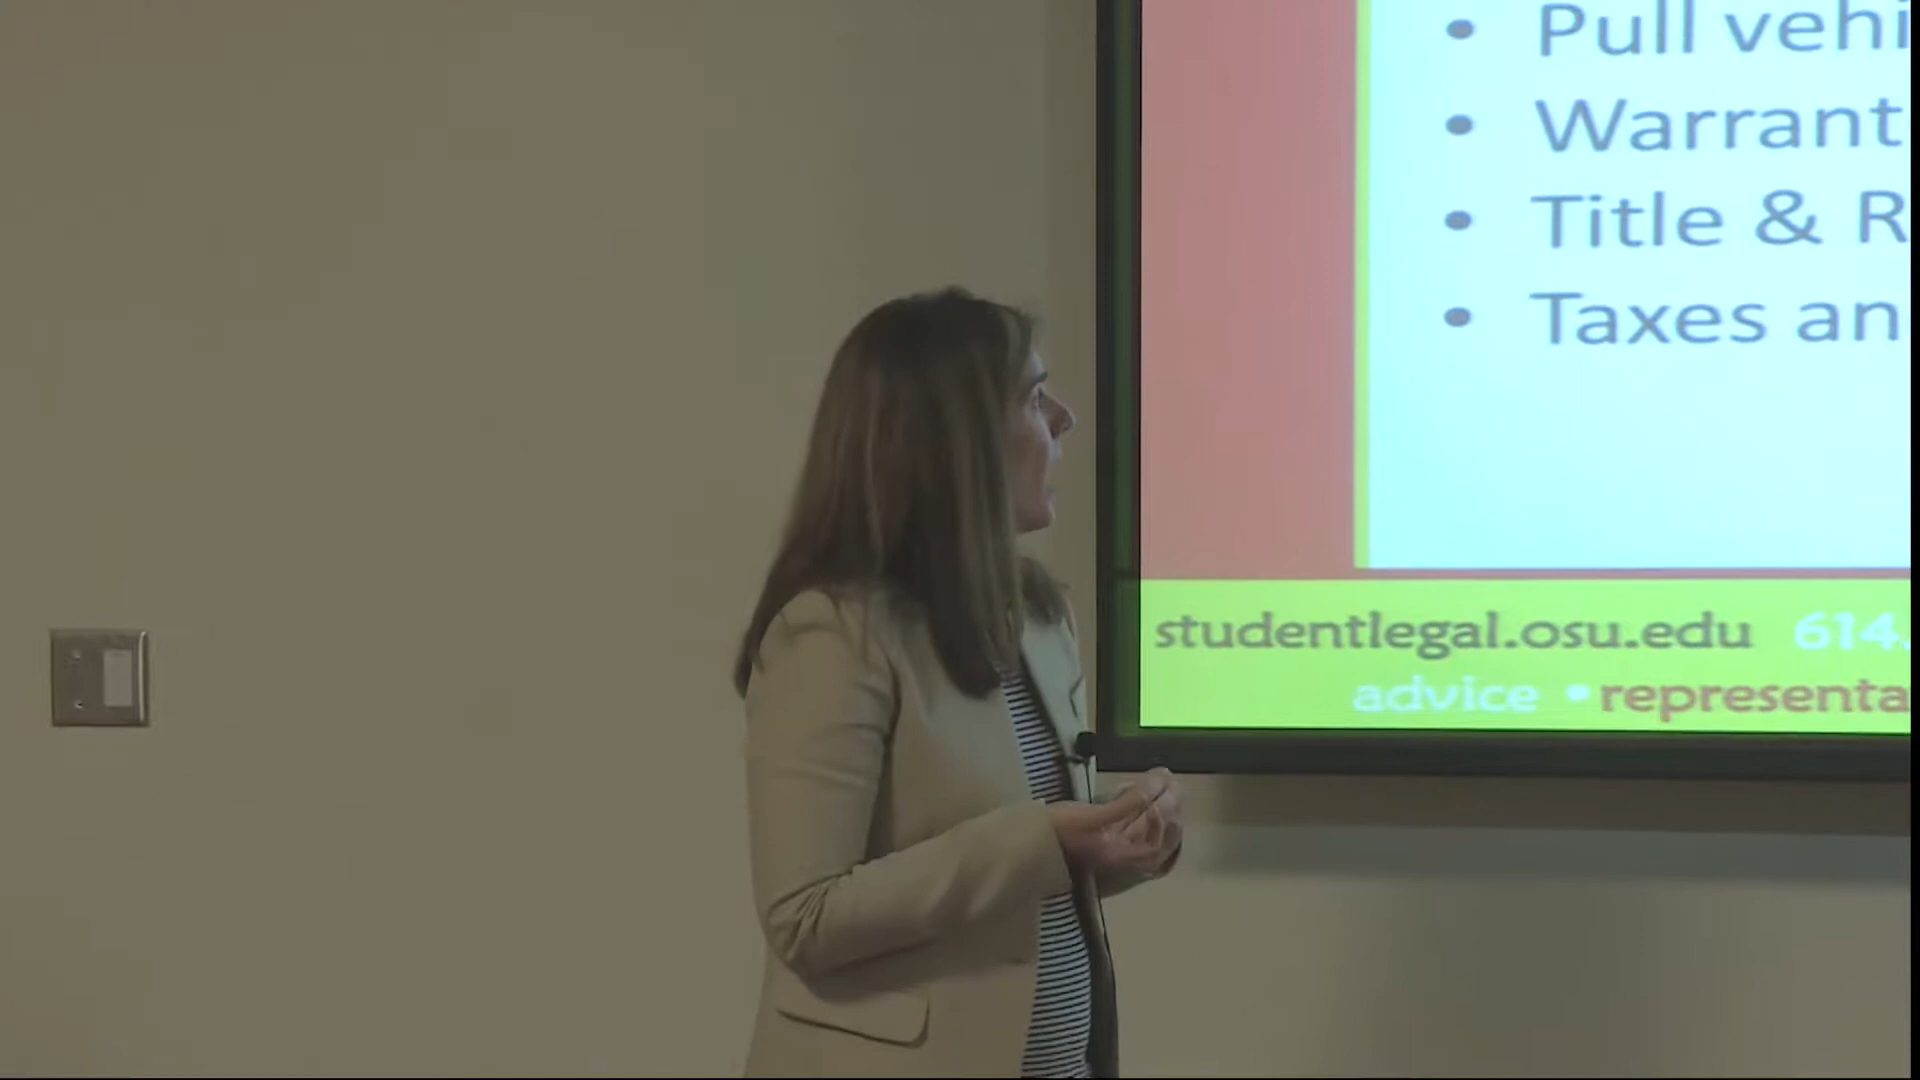 • Pull vehi
• Warrant
• Title & R
• Taxes an
studentlegal.osu.edu 614.
advice • representa